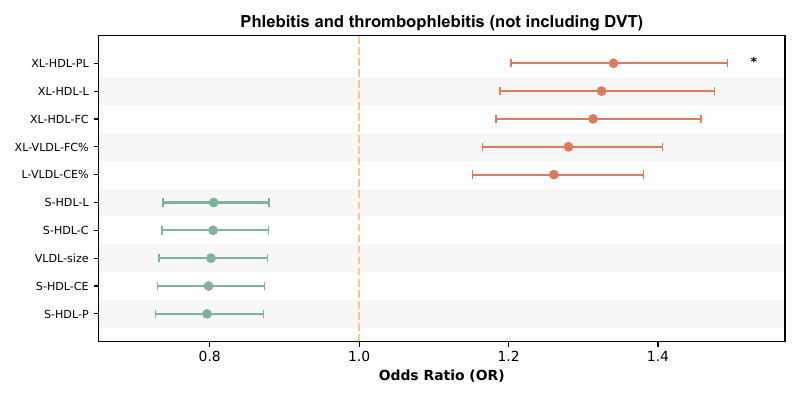 Phlebitis and thrombophlebitis (not including DVT)
XL-HDL-PL
*
XL-HDL-L
XL-HDL-FC
XL-VLDL-FC%
L-VLDL-CE%
S-HDL-L
S-HDL-C
VLDL-size
S-HDL-CE
S-HDL-P
0.8 1.0 1.2 1.4
Odds Ratio (OR)